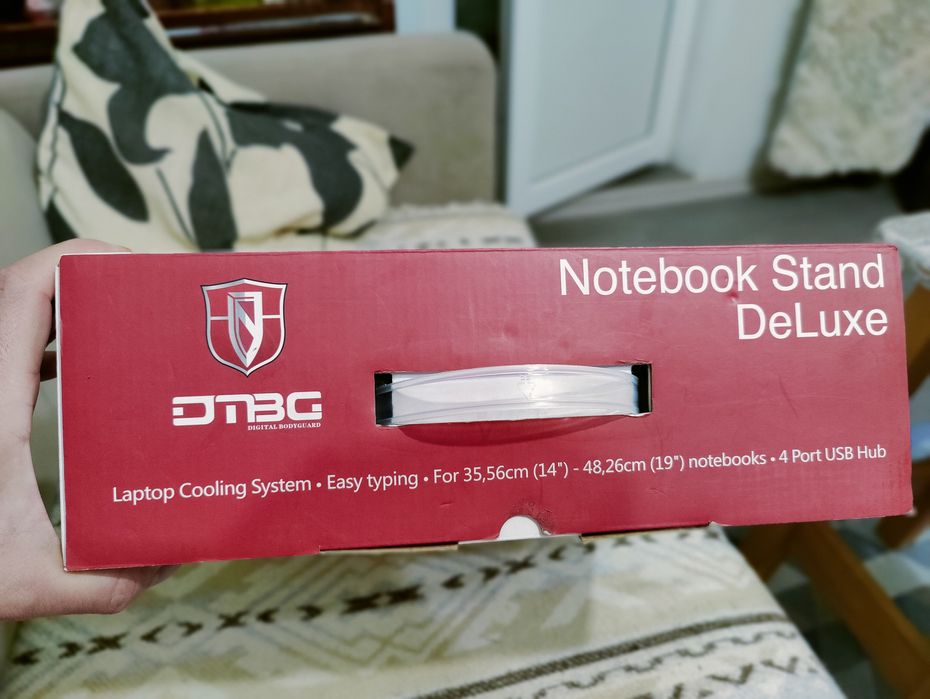 Notebook Stand
DeLuxe
DTBG
DIGITAL BODYGUARD
Laptop Cooling System • Easy typing • For 35,56cm (14") - 48,26cm (19") notebooks • 4 Port USB Hub